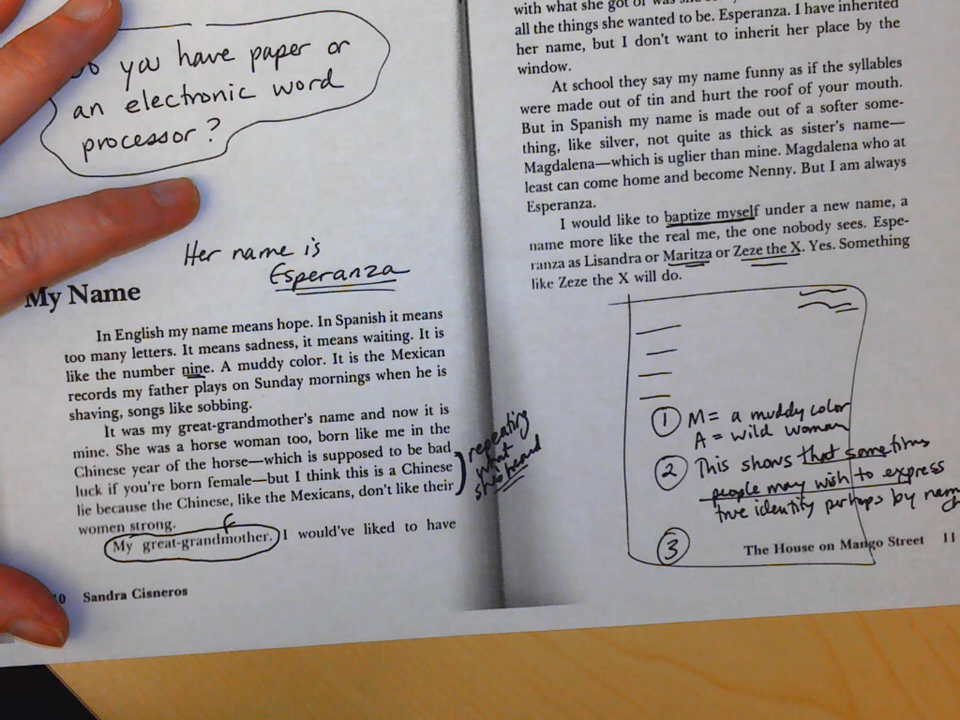 Do you have paper or
an electronic word
processor?
Her name is
Esperanza
My Name
In English my name means hope. In Spanish it means
too many letters. It means sadness, it means waiting. It is
like the number nine. A muddy color. It is the Mexican
records my father plays on Sunday mornings when he is
shaving, songs like sobbing.
It was my great-grandmother's name and now it is
mine. She was a horse woman too, born like me in the
Chinese year of the horse—which is supposed to be bad
luck if you're born female—but I think this is a Chinese
lie because the Chinese, like the Mexicans, don't like their
women strong.
My great-grandmother. I would've liked to have
repeating
what
she heard
10 Sandra Cisneros
with what she got or was
all the things she wanted to be. Esperanza. I have inherited
her name, but I don't want to inherit her place by the
window.
At school they say my name funny as if the syllables
were made out of tin and hurt the roof of your mouth.
But in Spanish my name is made out of a softer some-
thing, like silver, not quite as thick as sister's name—
Magdalena—which is uglier than mine. Magdalena who at
least can come home and become Nenny. But I am always
Esperanza.
I would like to baptize myself under a new name, a
name more like the real me, the one nobody sees. Espe-
ranza as Lisandra or Maritza or Zeze the X. Yes. Something
like Zeze the X will do.
① M = a muddy color
A = wild woman
② This shows that sometimes
people may wish to express
true identity perhaps by name
ch
③
The House on Mango Street 11